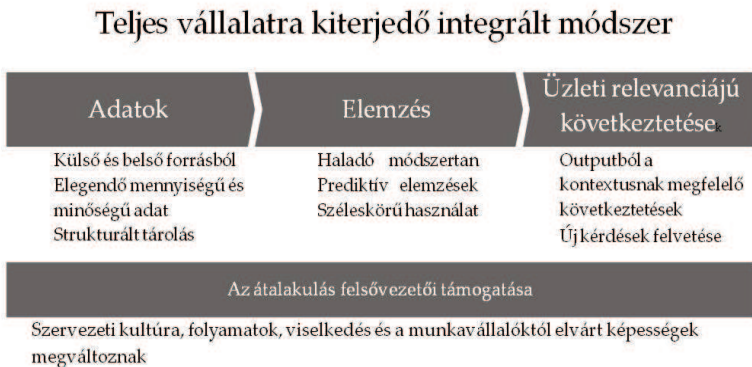 Teljes vállalatra kiterjedő integrált módszer
Adatok
Elemzés
Üzleti relevanciájú
következtetések
Külső és belső forrásból
Elegendő mennyiségű és
minőségű adat
Strukturált tárolás
Haladó módszertan
Prediktív elemzések
Széleskörű használat
Outputból a
kontextusnak megfelelő
következtetések
Új kérdések felvetése
Az átalakulás felsővezetői támogatása
Szervezeti kultúra, folyamatok, viselkedés és a munkavállalóktól elvárt képességek
megváltoznak